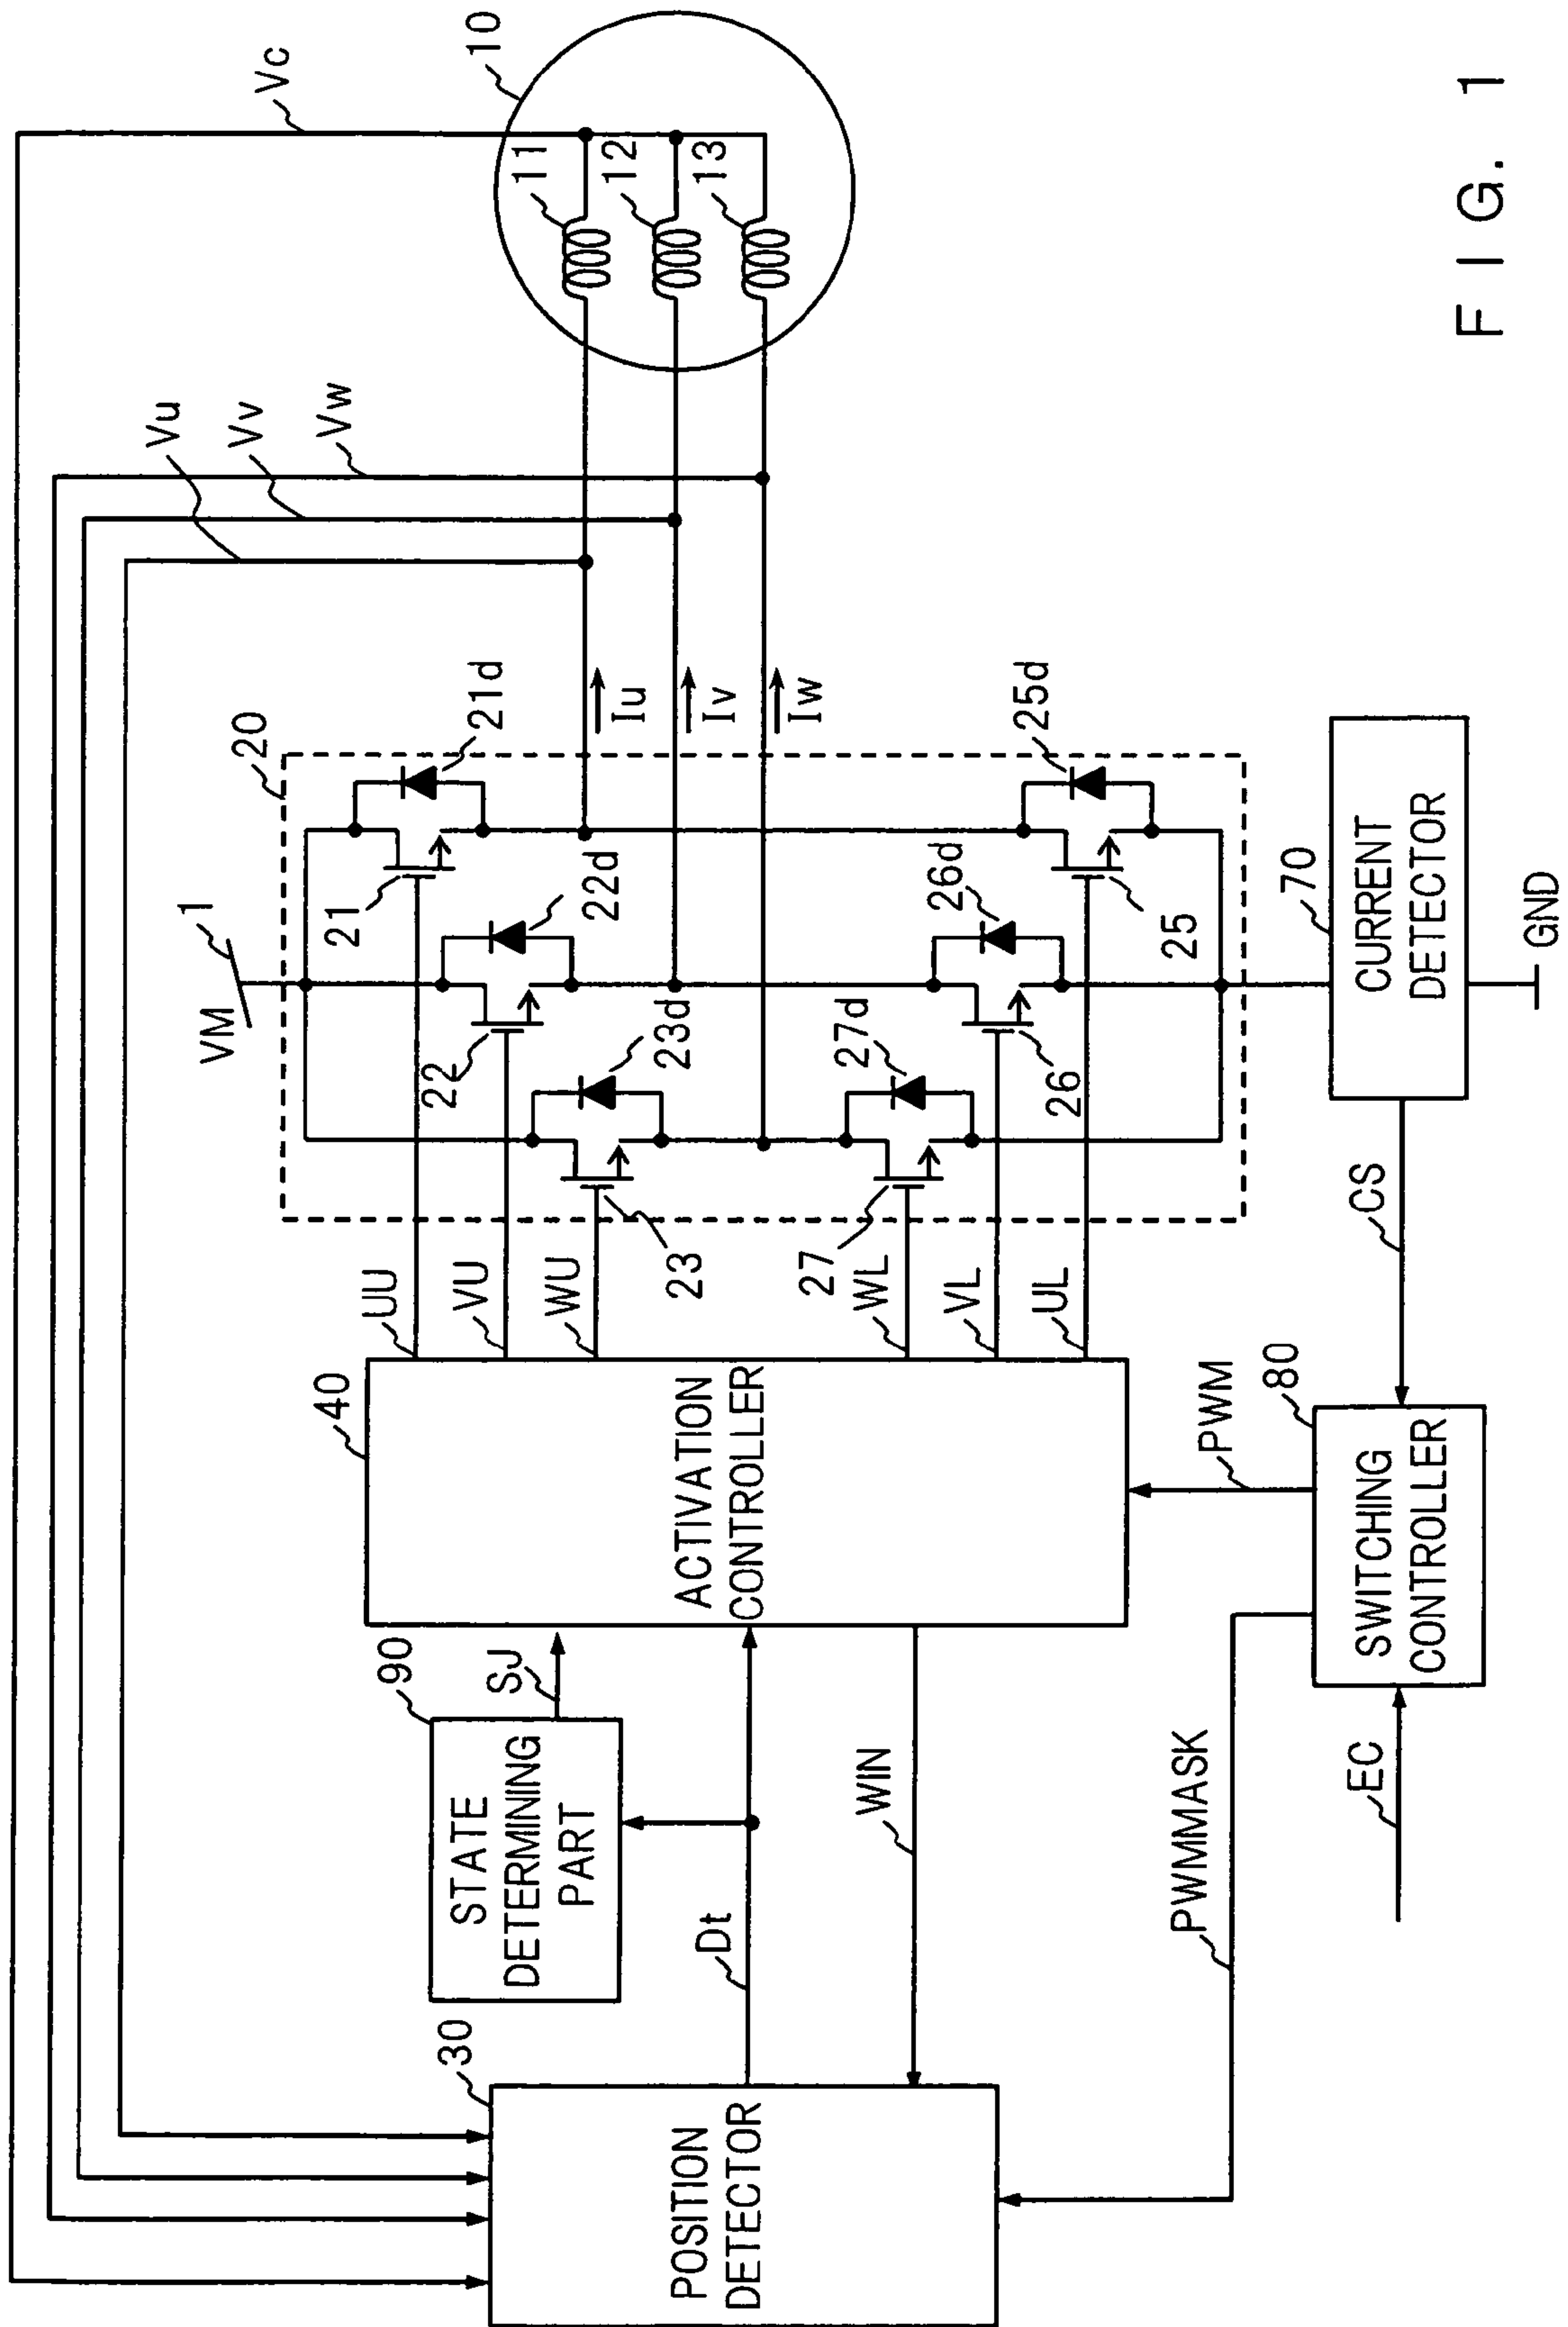 Vc
10
11
12
13
Vu
Vv
Vw
20
21d
Iu
Iv
Iw
25d
VM
1
21
22d
22
23d
23
26d
25
27d
26
27
70
CURRENT
DETECTOR
GND
UU
VU
WU
WL
VL
UL
CS
40
ACTIVATION
CONTROLLER
PWM
80
SWITCHING
CONTROLLER
90
SJ
STATE
DETERMINING
PART
WIN
Dt
PWMMASK
EC
30
POSITION
DETECTOR
FIG. 1